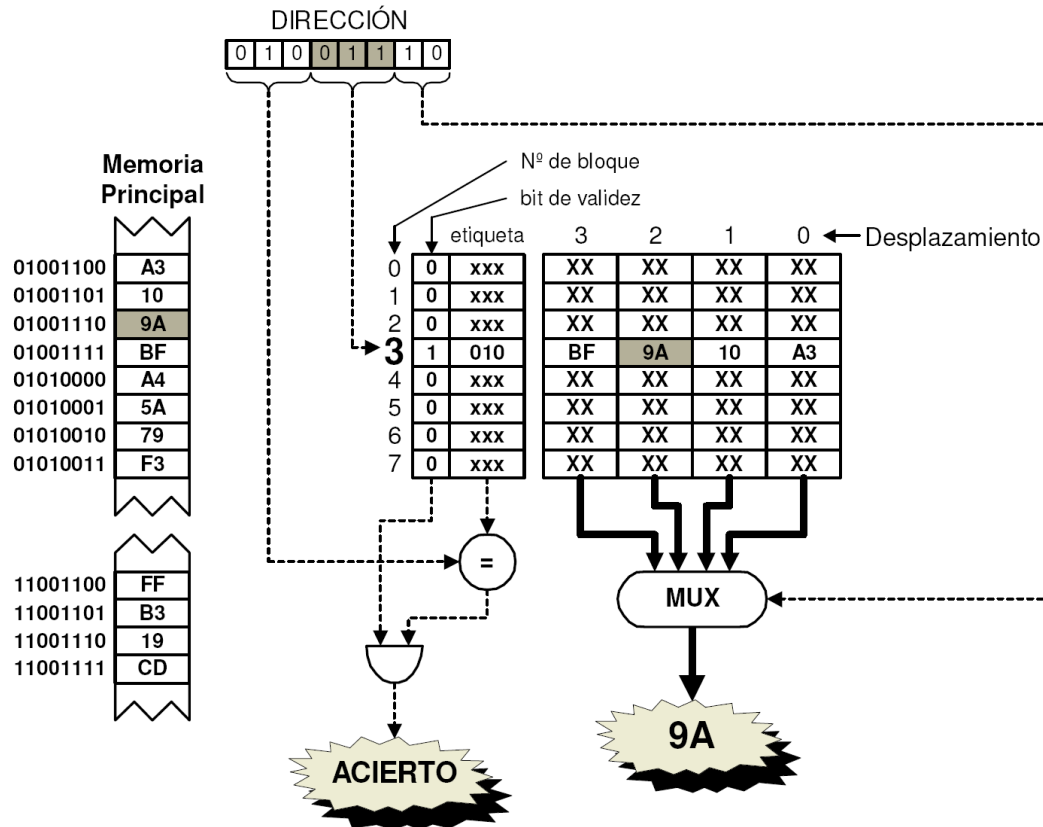 DIRECCIÓN
0 1 0 0 1 1 1 0
Nº de bloque
bit de validez
Memoria
Principal
etiqueta 3 2 1 0 Desplazamiento
01001100 A3
01001101 10
01001110 9A
01001111 BF
01010000 A4
01010001 5A
01010010 79
01010011 F3
0 0 xxx XX XX XX XX
1 0 xxx XX XX XX XX
2 0 xxx XX XX XX XX
3 1 010 BF 9A 10 A3
4 0 xxx XX XX XX XX
5 0 xxx XX XX XX XX
6 0 xxx XX XX XX XX
7 0 xxx XX XX XX XX
=
MUX
11001100 FF
11001101 B3
11001110 19
11001111 CD
ACIERTO
9A